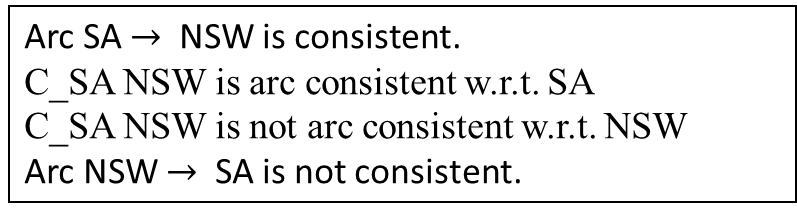 Arc SA → NSW is consistent.
C_SA NSW is arc consistent w.r.t. SA
C_SA NSW is not arc consistent w.r.t. NSW
Arc NSW → SA is not consistent.